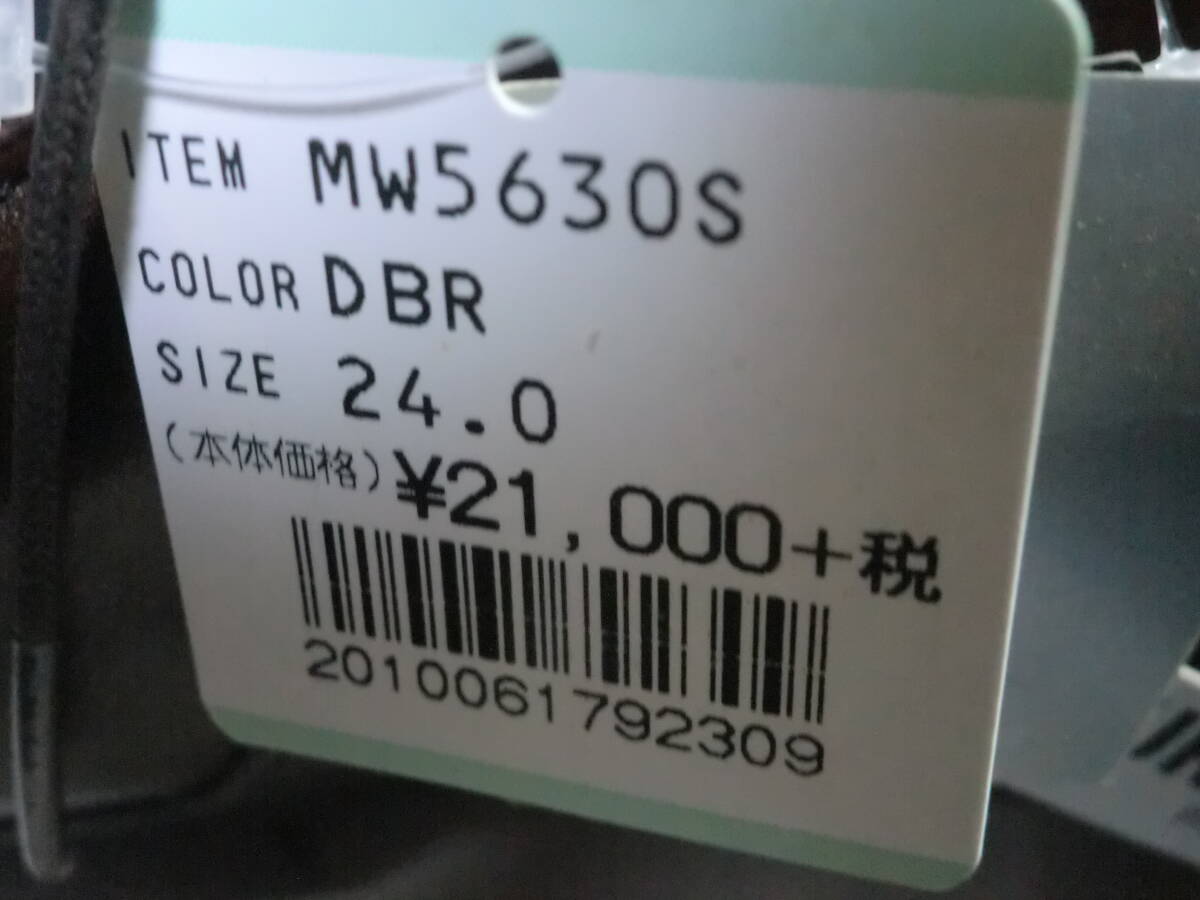 ITEM MW5630S
COLOR DBR
SIZE 24.0
(本体価格) ¥21,000+税
2010061792309